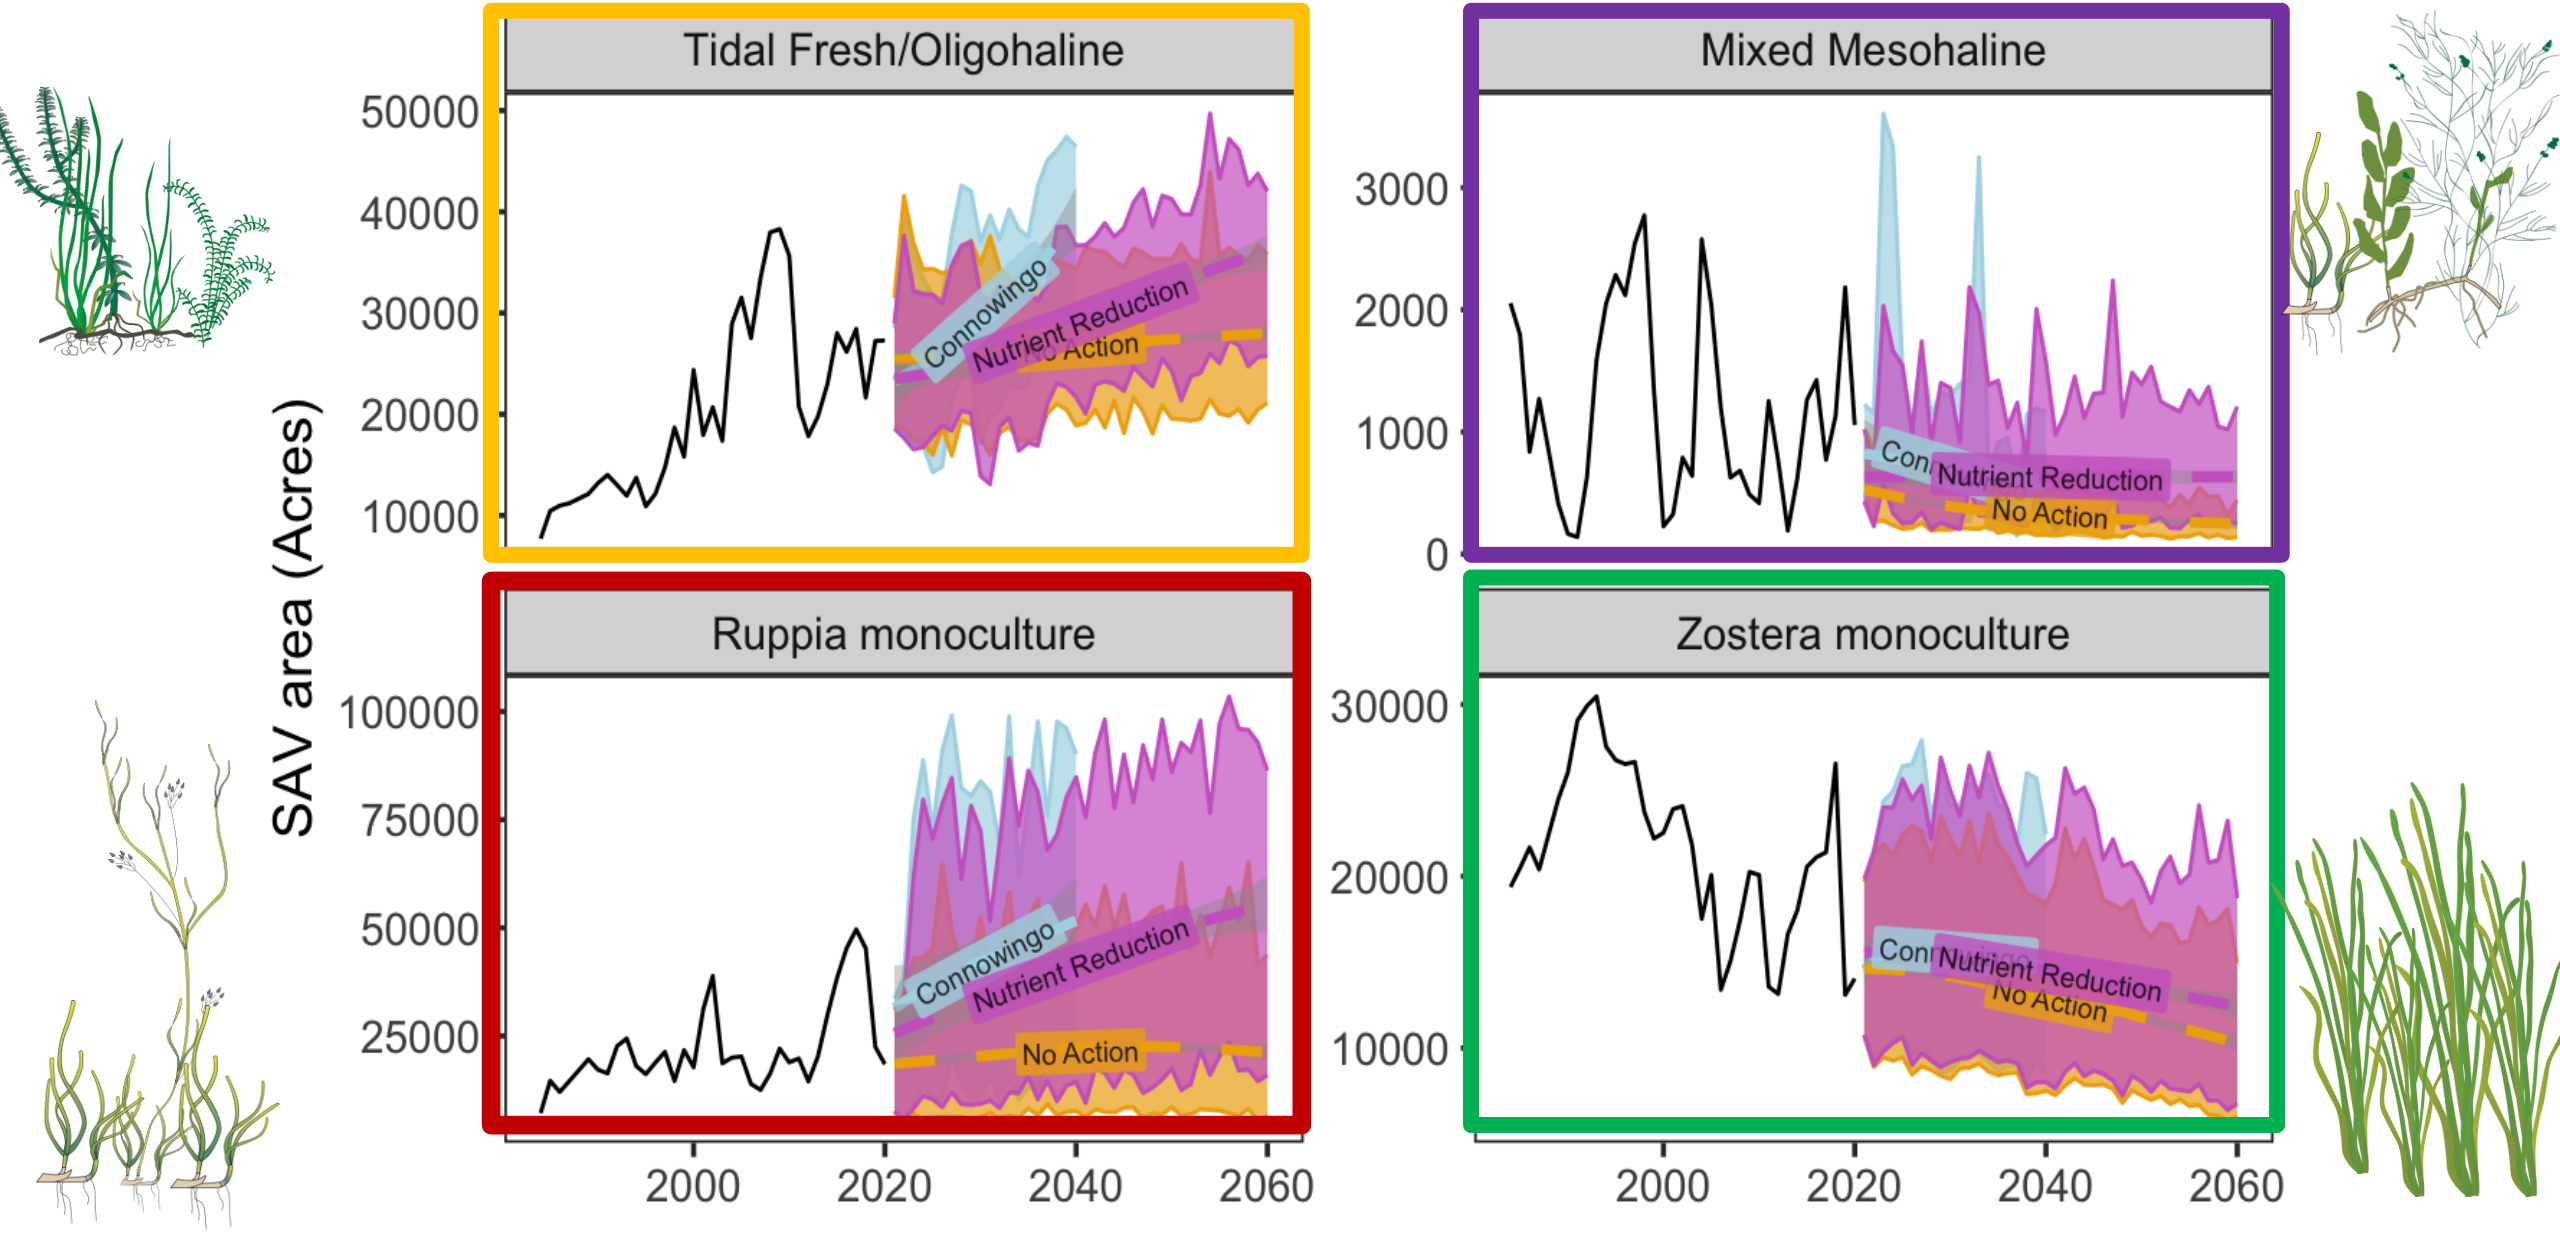 SAV area (Acres)
Tidal Fresh/Oligohaline
50000
40000
30000
20000
10000
Connowingo
Nutrient Reduction
No Action
Mixed Mesohaline
3000
2000
1000
0
Con
Nutrient Reduction
No Action
Ruppia monoculture
100000
75000
50000
25000
Connowingo
Nutrient Reduction
No Action
2000 2020 2040 2060
Zostera monoculture
30000
20000
10000
Connowingo
Nutrient Reduction
No Action
2000 2020 2040 2060